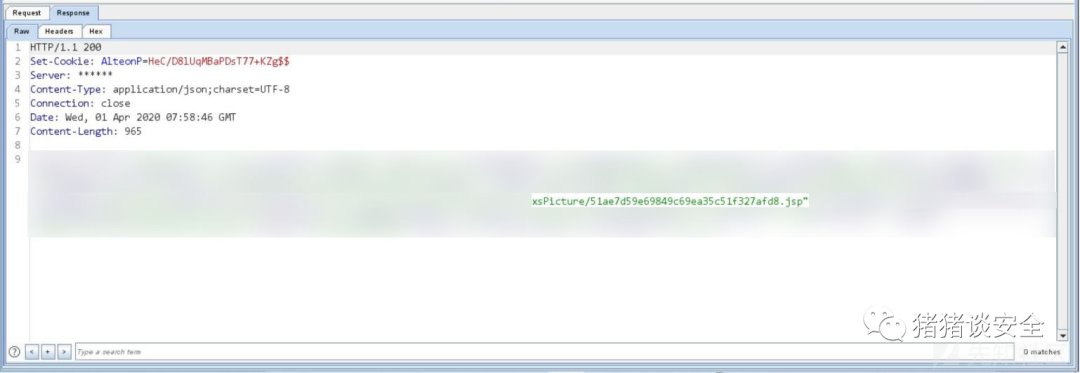 Request Response
Raw Headers Hex
1 HTTP/1.1 200
2 Set-Cookie: AlteonP=HeC/D8lUqMBaPDsT77+KZg$$
3 Server: ******
4 Content-Type: application/json;charset=UTF-8
5 Connection: close
6 Date: Wed, 01 Apr 2020 07:58:46 GMT
7 Content-Length: 965
8
9
xsPicture/51ae7d59e69849c69ea35c51f327afd8.jsp"
猪猪谈安全
? < + > Type a search term 0 matches